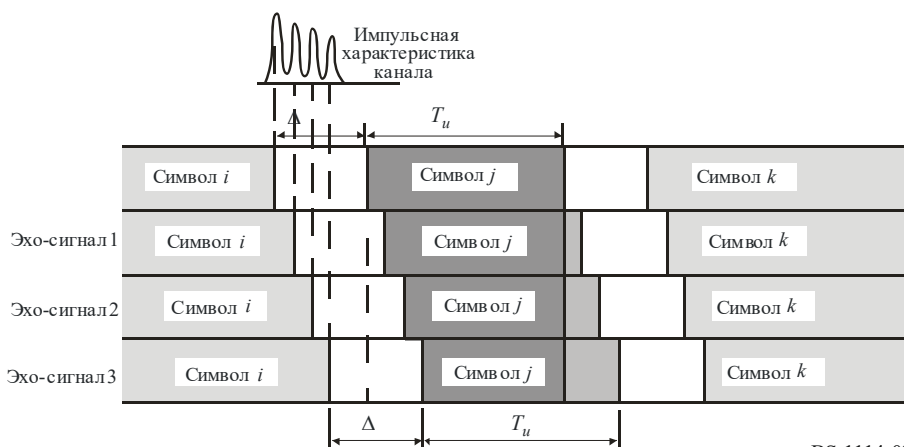 Импульсная
характеристика
канала
Δ
T_u
Символ i
Символ j
Символ k
Эхо-сигнал 1
Символ i
Символ j
Символ k
Эхо-сигнал 2
Символ i
Символ j
Символ k
Эхо-сигнал 3
Символ i
Символ j
Символ k
Δ
T_u